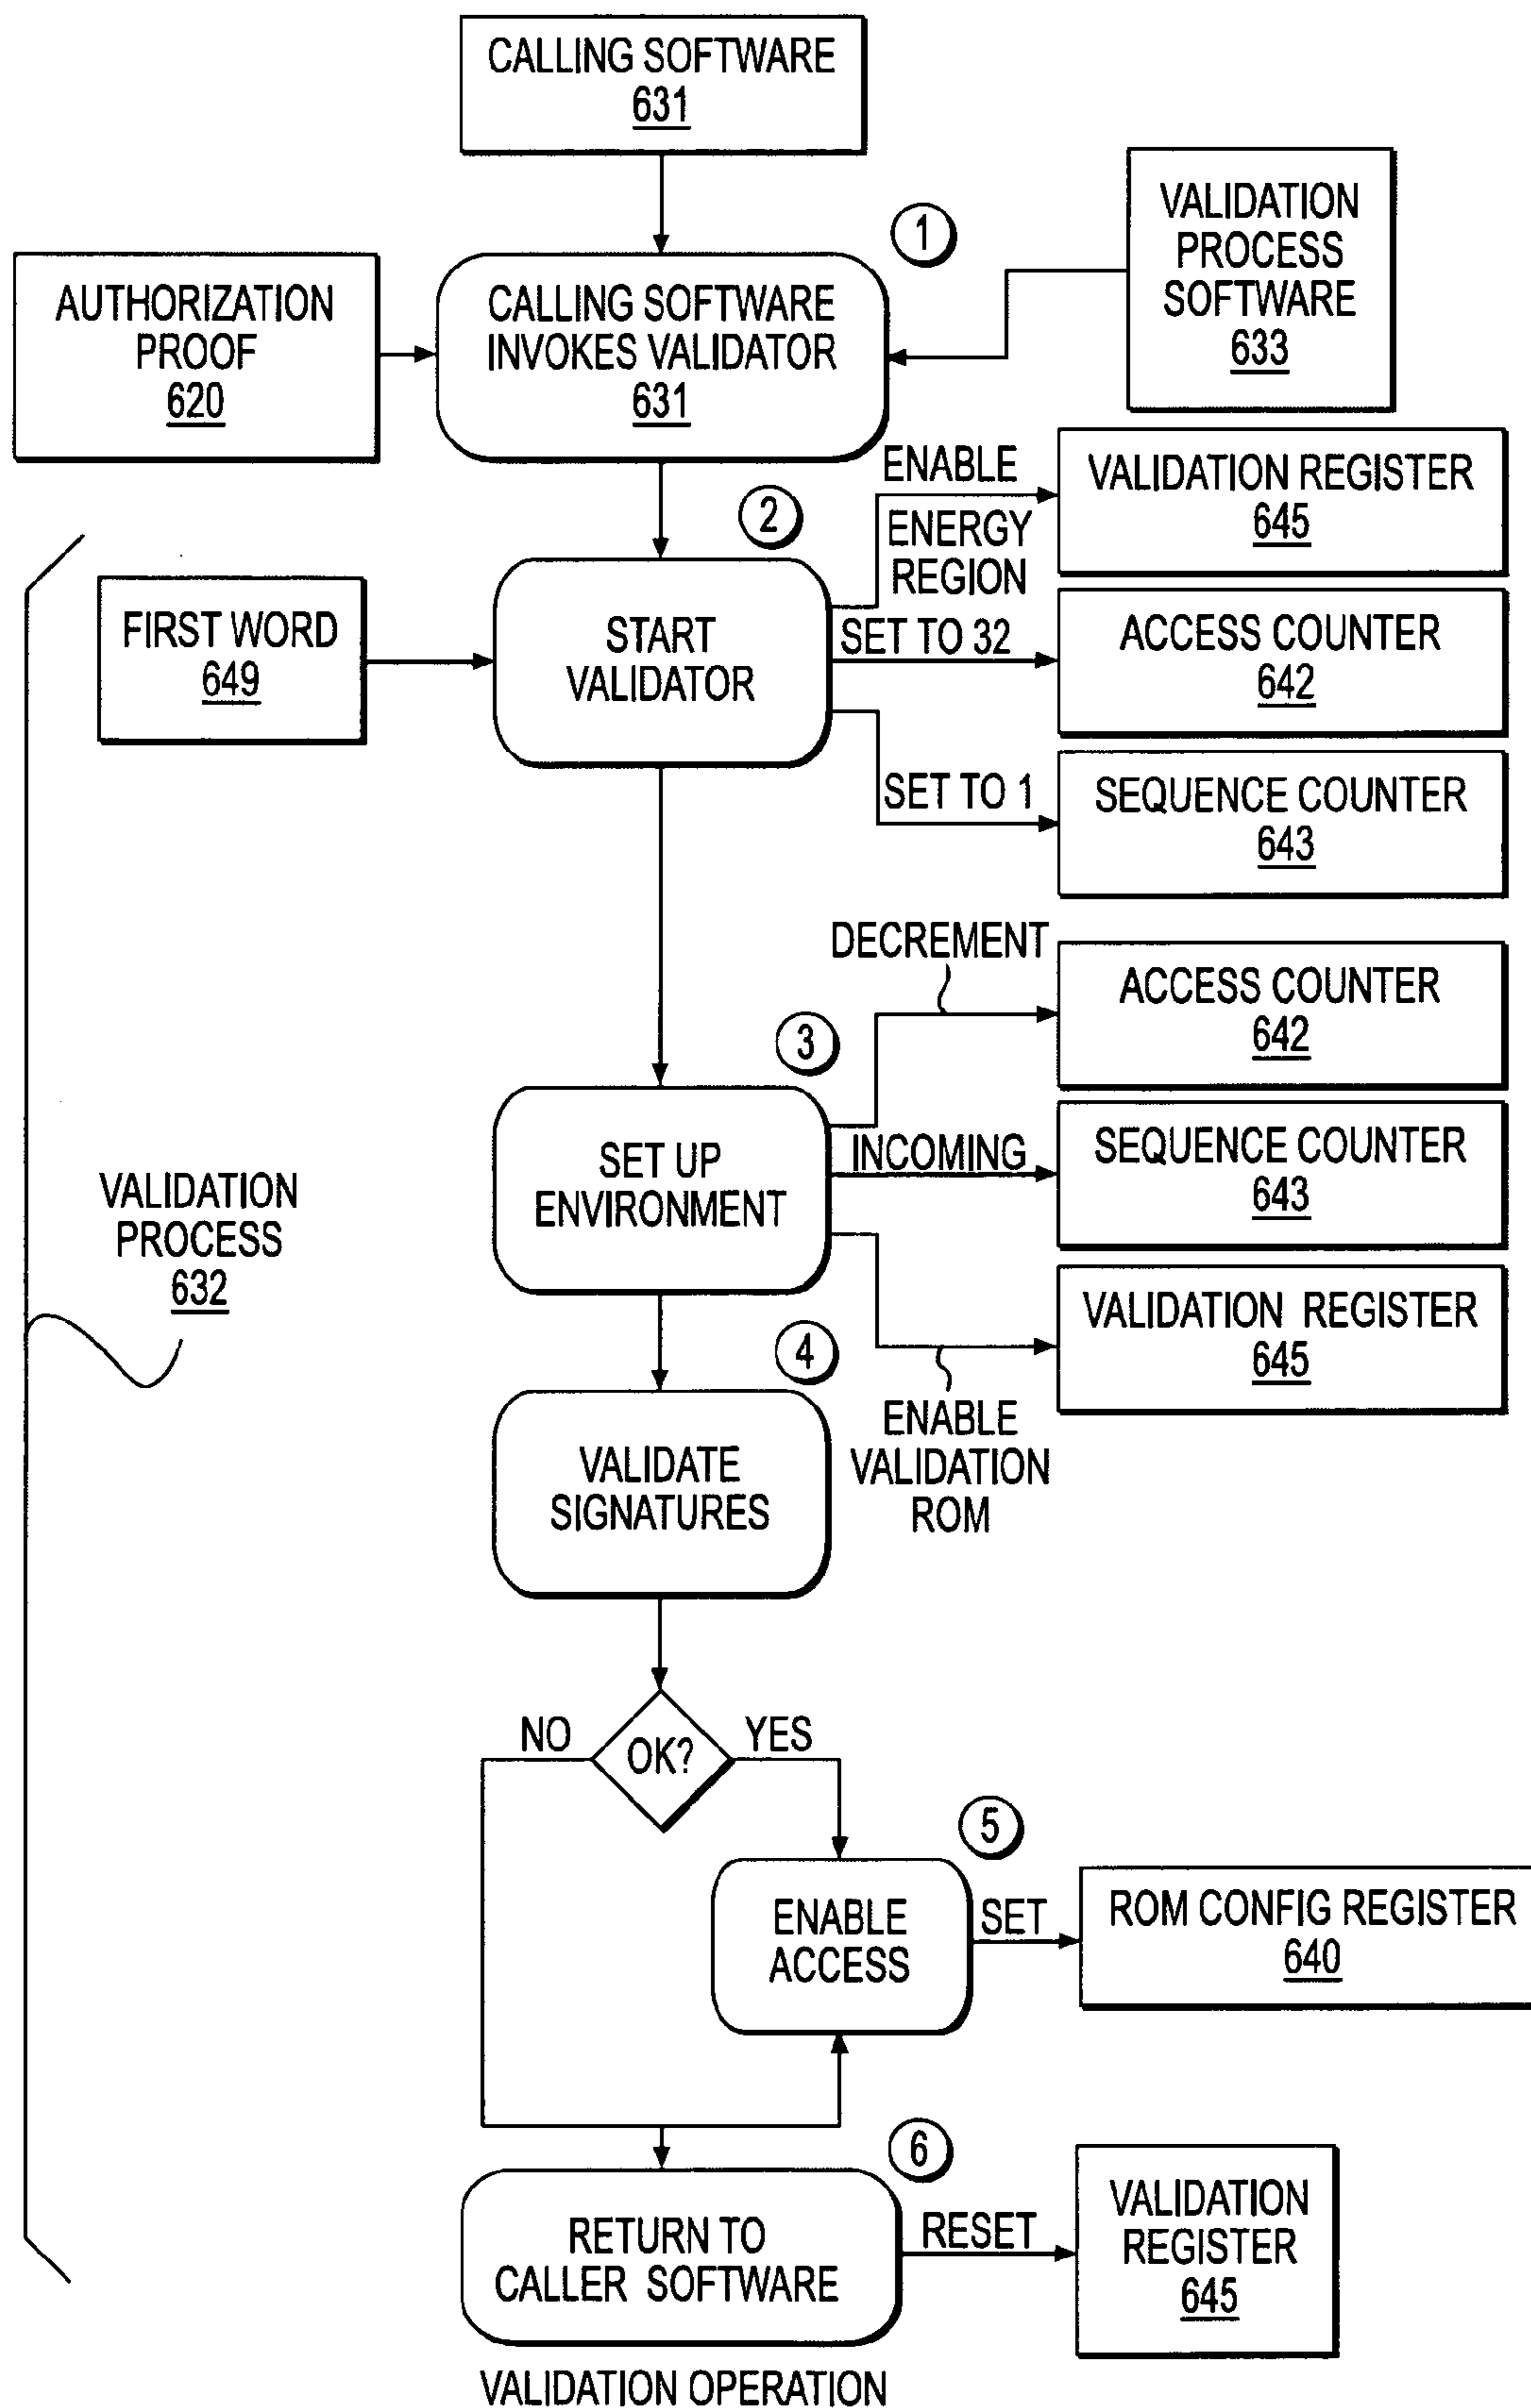 CALLING SOFTWARE
631
1
VALIDATION
PROCESS
SOFTWARE
633
AUTHORIZATION
PROOF
620
CALLING SOFTWARE
INVOKES VALIDATOR
631
2
ENABLE
ENERGY
REGION
VALIDATION REGISTER
645
FIRST WORD
649
START
VALIDATOR
SET TO 32
ACCESS COUNTER
642
SET TO 1
SEQUENCE COUNTER
643
DECREMENT
ACCESS COUNTER
642
3
SET UP
ENVIRONMENT
INCOMING
SEQUENCE COUNTER
643
VALIDATION
PROCESS
632
VALIDATION REGISTER
645
ENABLE
VALIDATION
ROM
4
VALIDATE
SIGNATURES
NO
OK?
YES
5
ENABLE
ACCESS
SET
ROM CONFIG REGISTER
640
6
RETURN TO
CALLER SOFTWARE
RESET
VALIDATION
REGISTER
645
VALIDATION OPERATION